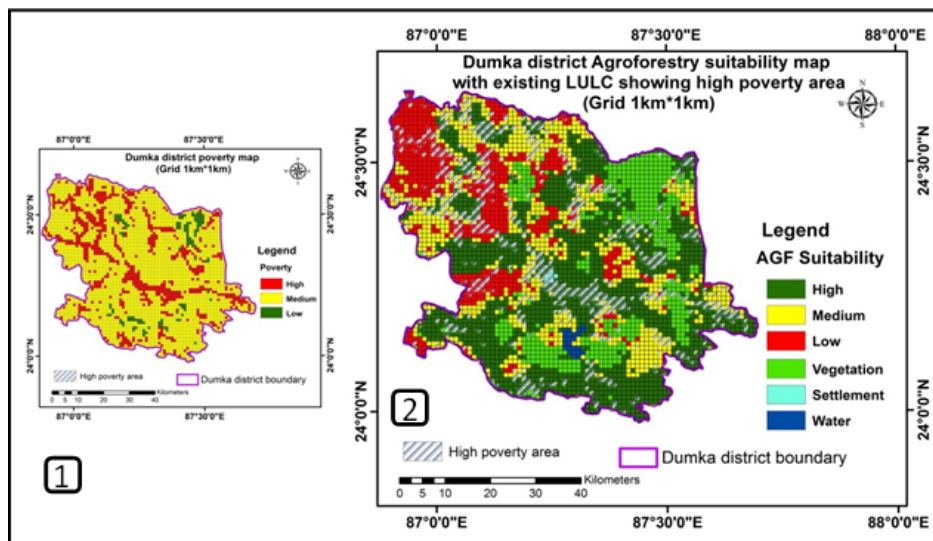 87°0'0"E 87°30'0"E
Dumka district poverty map
(Grid 1km*1km)
N
W E
S
24°30'0"N
24°30'0"N
Legend
Poverty
High
Medium
Low
24°0'0"N
24°0'0"N
High poverty area
Dumka district boundary
0 5 10 20 30 40
Kilometers
87°0'0"E 87°30'0"E
1
87°0'0"E 87°30'0"E 88°0'0"E
Dumka district Agroforestry suitability map
with existing LULC showing high poverty area
(Grid 1km*1km)
N
W E
S
24°30'0"N
24°30'0"N
Legend
AGF Suitability
High
Medium
Low
Vegetation
Settlement
Water
24°0'0"N
24°0'0"N
2
High poverty area
Dumka district boundary
Kilometers
0 5 10 20 30 40
87°0'0"E 87°30'0"E 88°0'0"E